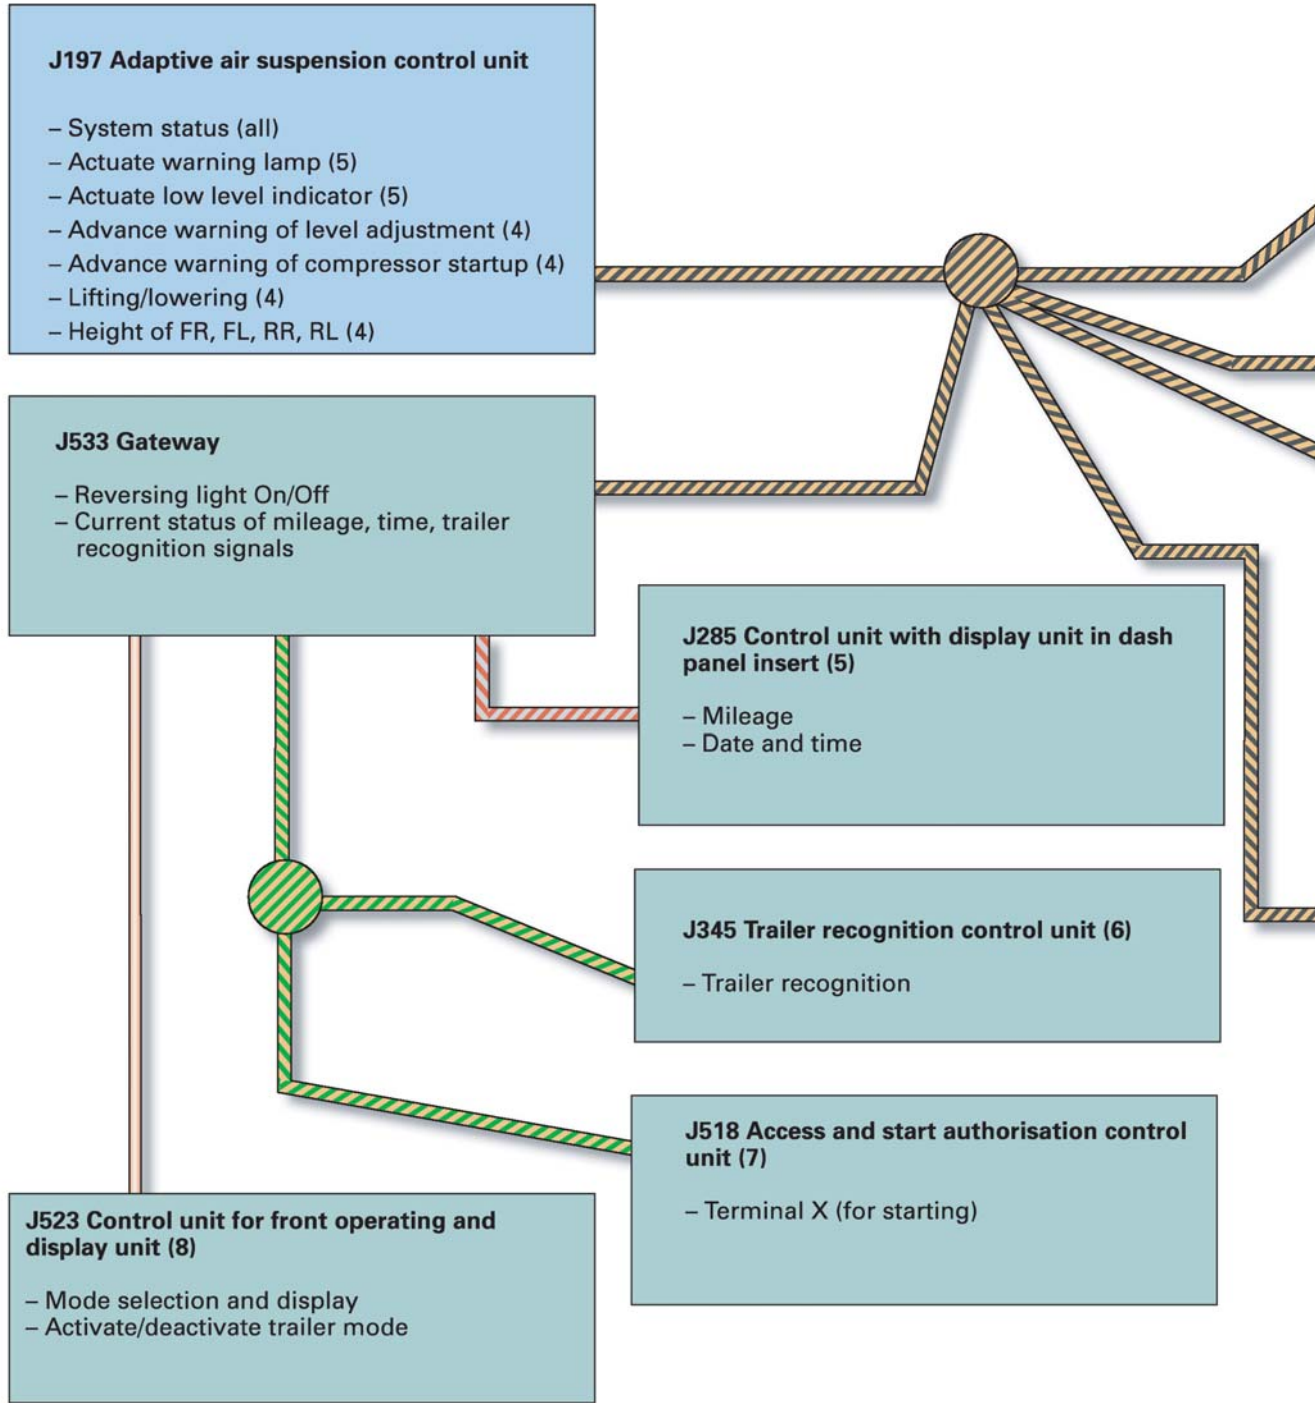 J197 Adaptive air suspension control unit
– System status (all)
– Actuate warning lamp (5)
– Actuate low level indicator (5)
– Advance warning of level adjustment (4)
– Advance warning of compressor startup (4)
– Lifting/lowering (4)
– Height of FR, FL, RR, RL (4)
J533 Gateway
– Reversing light On/Off
– Current status of mileage, time, trailer
recognition signals
J285 Control unit with display unit in dash
panel insert (5)
– Mileage
– Date and time
J345 Trailer recognition control unit (6)
– Trailer recognition
J518 Access and start authorisation control
unit (7)
– Terminal X (for starting)
J523 Control unit for front operating and
display unit (8)
– Mode selection and display
– Activate/deactivate trailer mode